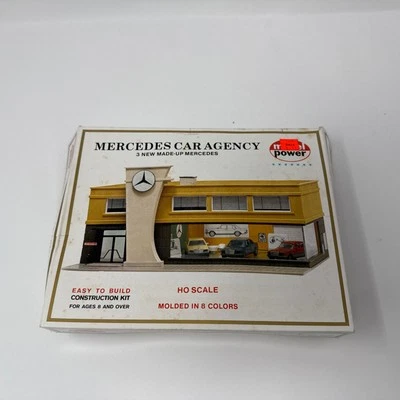 MERCEDES CAR AGENCY
3 NEW MADE-UP MERCEDES
power
EASY TO BUILD
CONSTRUCTION KIT
FOR AGES 8 AND OVER
HO SCALE
MOLDED IN 8 COLORS